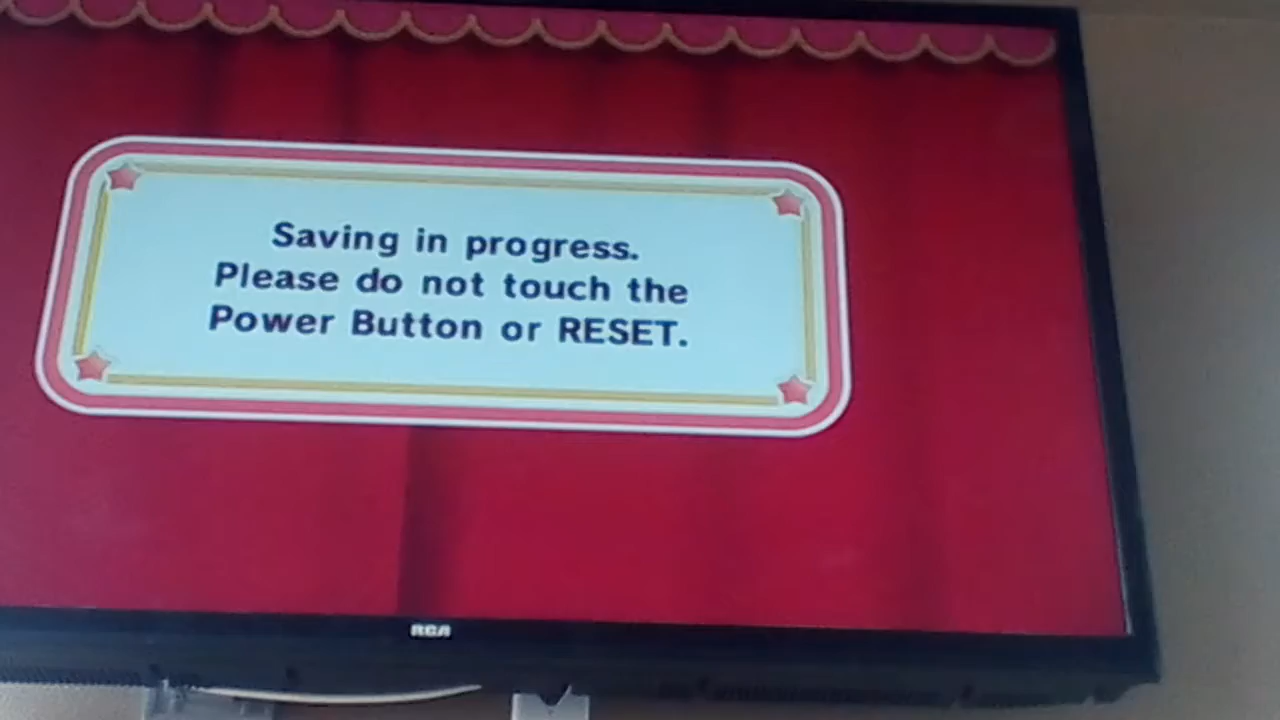 Saving in progress.
Please do not touch the
Power Button or RESET.
RCA